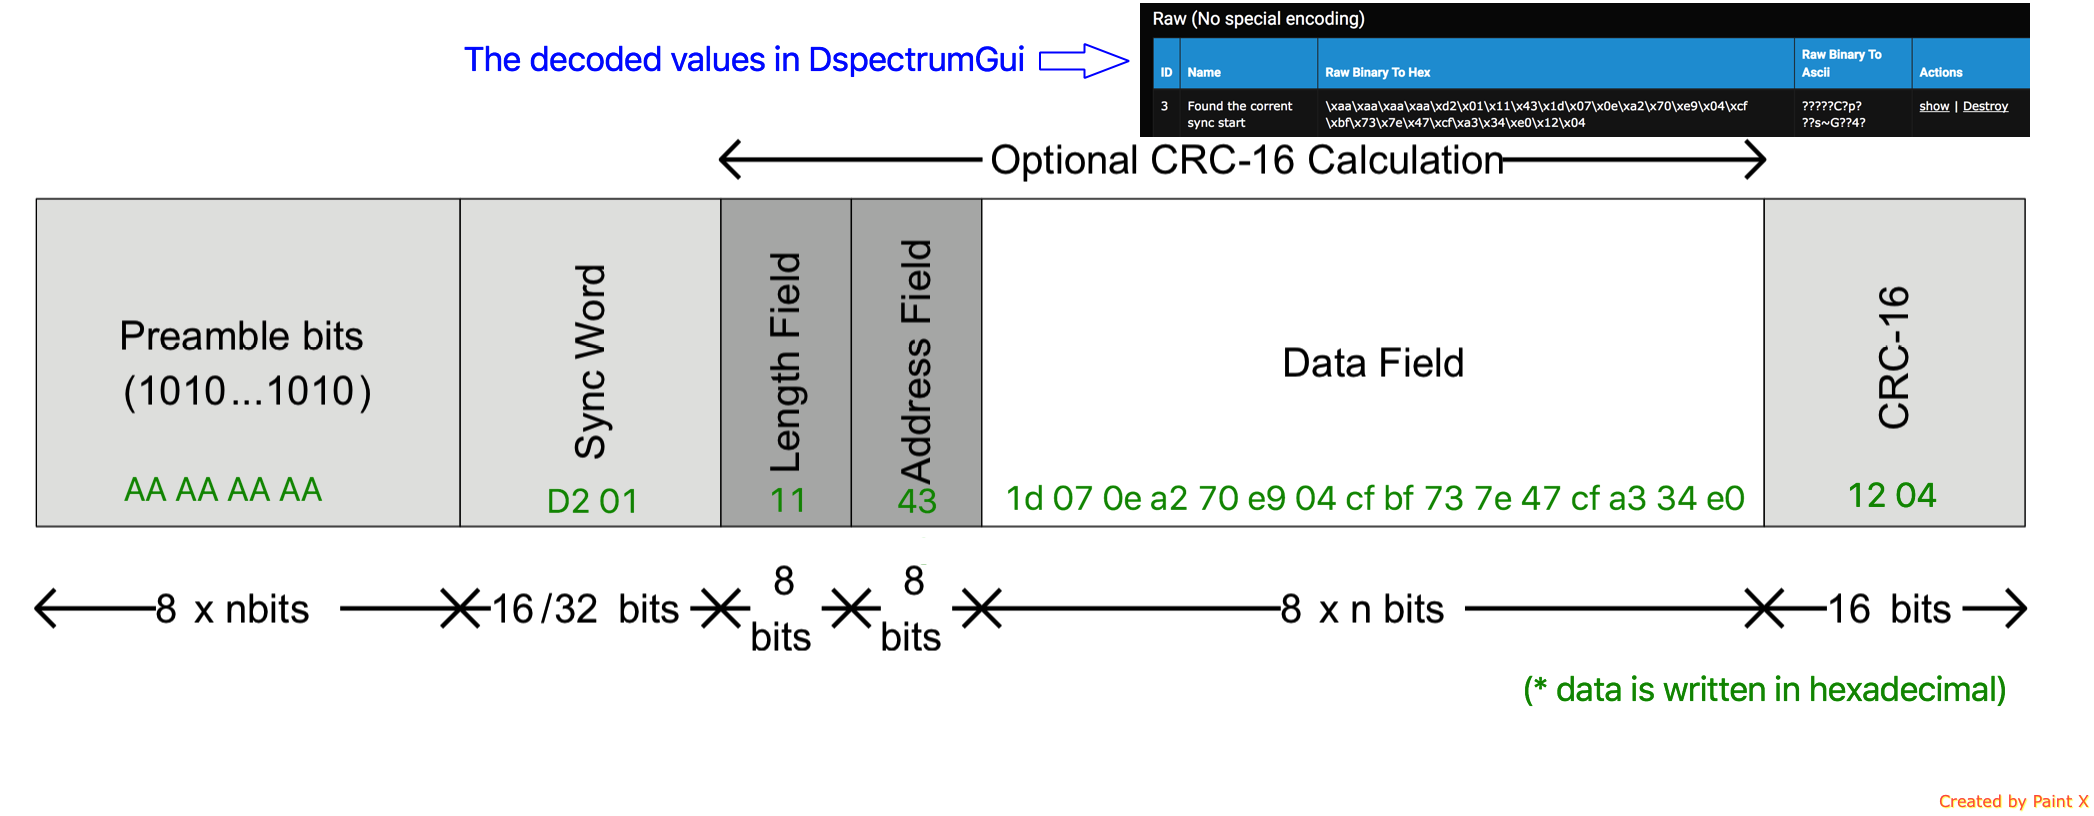 Raw (No special encoding)
The decoded values in DspectrumGui
ID Name Raw Binary To Hex Raw Binary To Ascii Actions
3 Found the corrent sync start \xaa\xaa\xaa\xaa\xd2\x01\x11\x43\x1d\x07\x0e\xa2\x70\xe9\x04\xcf ?????C?p? show | Destroy
\xbf\x73\x7e\x47\xcf\xa3\x34\xe0\x12\x04 ??s~G??4?
Optional CRC-16 Calculation
Preamble bits
(1010...1010)
AA AA AA AA
Sync Word
D2 01
Length Field
11
Address Field
43
Data Field
1d 07 0e a2 70 e9 04 cf bf 73 7e 47 cf a3 34 e0
CRC-16
12 04
8 x nbits
16/32 bits
8
bits
8
bits
8 x n bits
16 bits
(* data is written in hexadecimal)
Created by Paint X